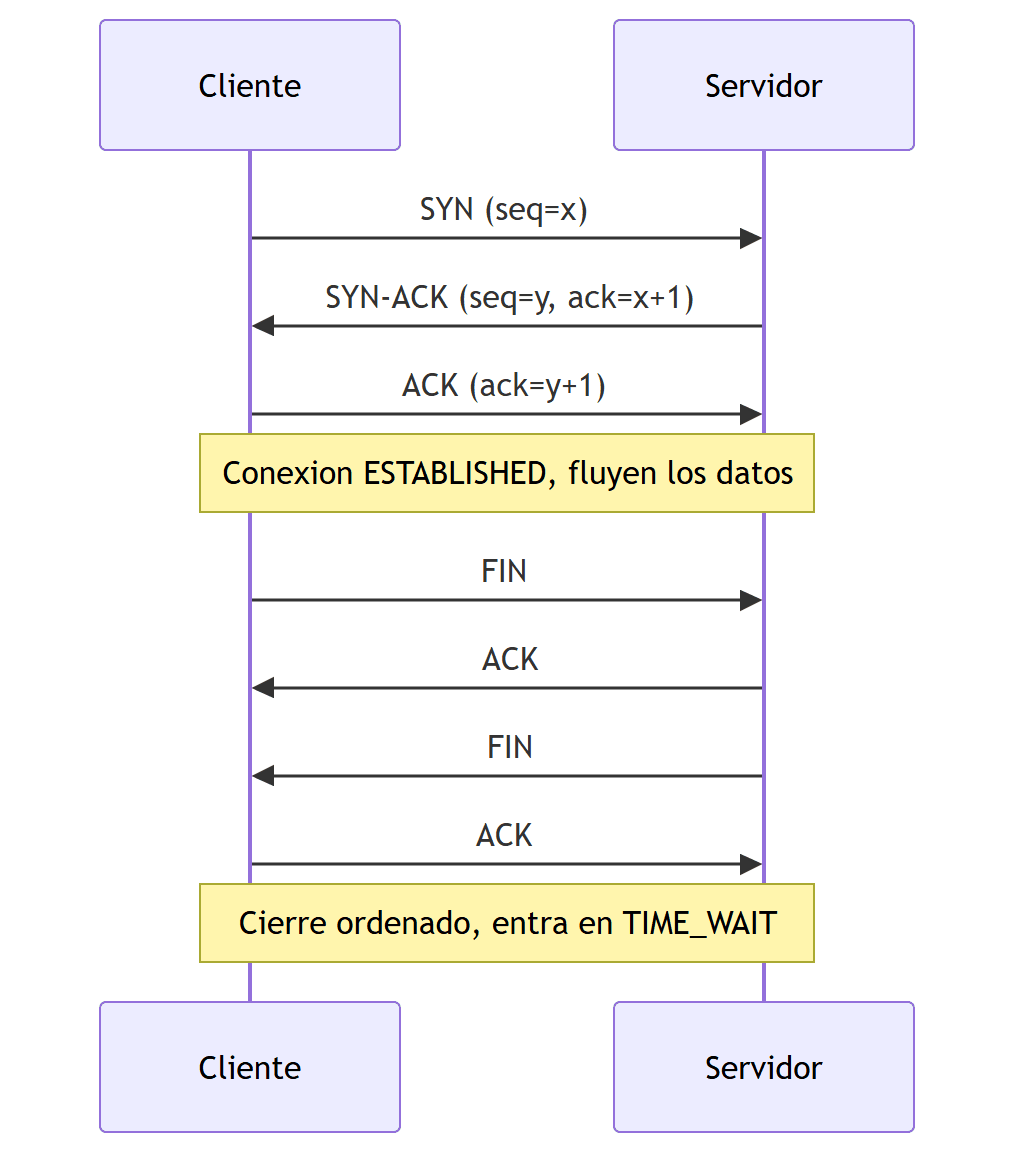 Cliente
Servidor
SYN (seq=x)
SYN-ACK (seq=y, ack=x+1)
ACK (ack=y+1)
Conexion ESTABLISHED, fluyen los datos
FIN
ACK
FIN
ACK
Cierre ordenado, entra en TIME_WAIT
Cliente
Servidor